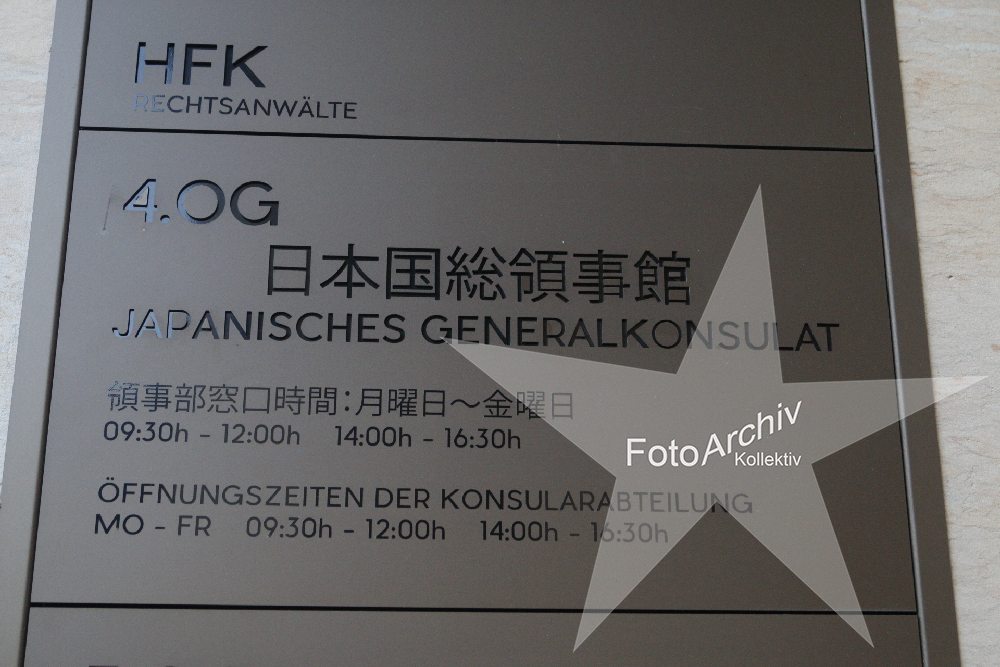 HFK
RECHTSANWÄLTE
4.OG
日本国総領事館
JAPANISCHES GENERALKONSULAT
領事部窓口時間：月曜日～金曜日
09:30h - 12:00h 14:00h - 16:30h
ÖFFNUNGSZEITEN DER KONSULARABTEILUNG
MO - FR 09:30h - 12:00h 14:00h - 16:30h
FotoArchiv
Kollektiv